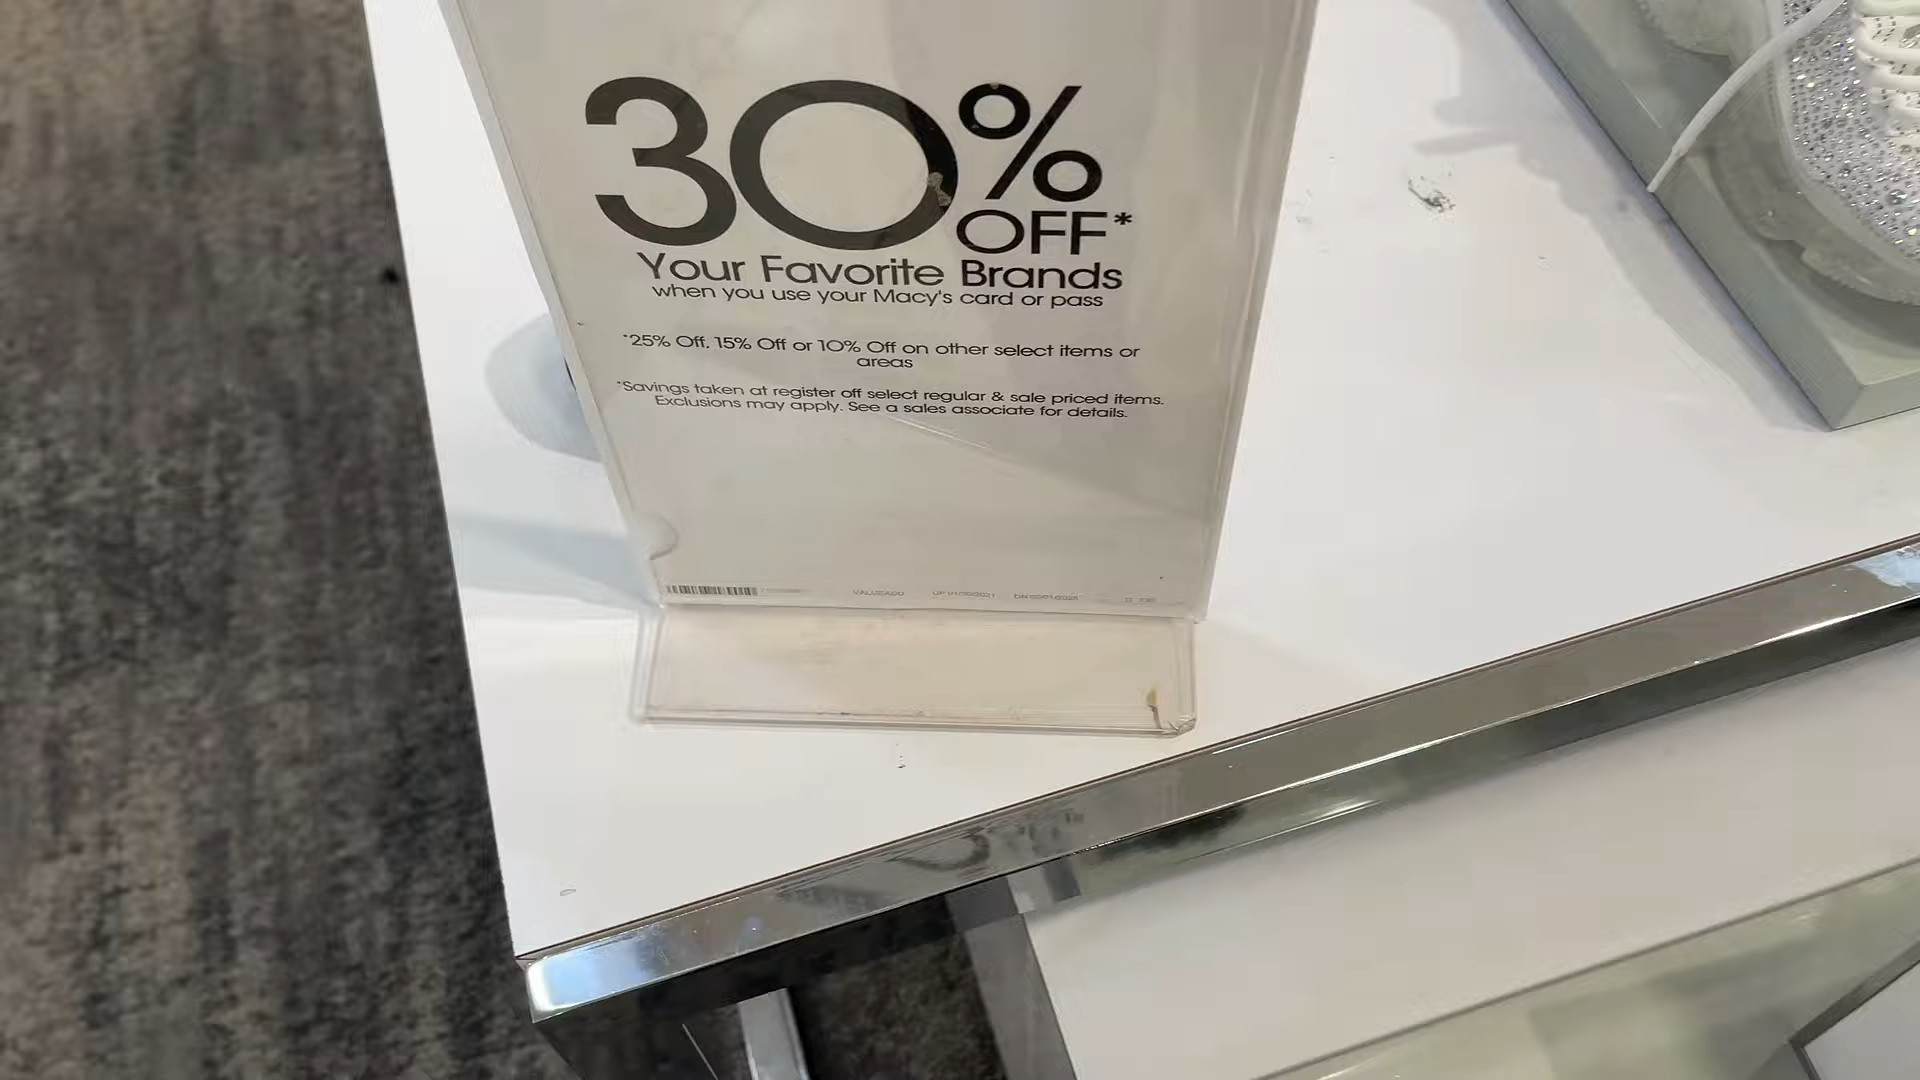 30%
OFF*
Your Favorite Brands
when you use your Macy's card or pass
*25% Off, 15% Off or 10% Off on other select items or
areas
*Savings taken at register off select regular & sale priced items.
Exclusions may apply. See a sales associate for details.
VALUEADD